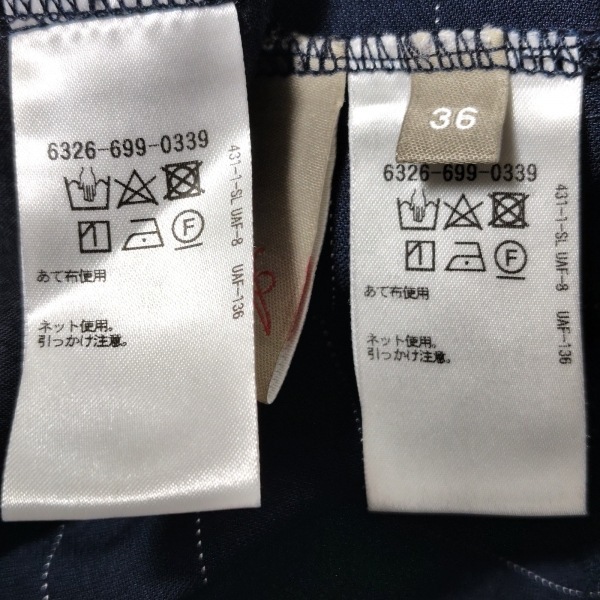 6326-699-0339
あて布使用
ネット使用。
引っかけ注意。
431-1-SL UAF-8 UAF-136
36
6326-699-0339
F
あて布使用
ネット使用。
引っかけ注意。
431-1-SL UAF-8 UAF-136
F